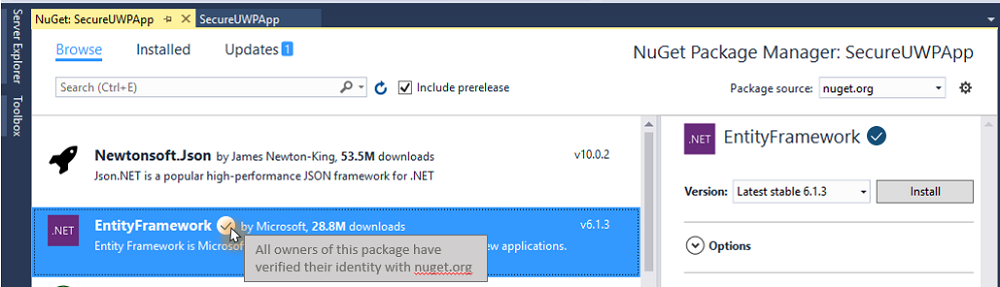 Server Explorer
Toolbox
NuGet: SecureUWPApp
SecureUWPApp
Browse Installed Updates 1
NuGet Package Manager: SecureUWPApp
Search (Ctrl+E)
Include prerelease
Package source: nuget.org
Newtonsoft.Json by James Newton-King, 53.5M downloads v10.0.2
Json.NET is a popular high-performance JSON framework for .NET
.NET
EntityFramework by Microsoft, 28.8M downloads v6.1.3
Entity Framework is Microsof ew applications.
All owners of this package have
verified their identity with nuget.org
.NET
EntityFramework
Version: Latest stable 6.1.3 Install
Options